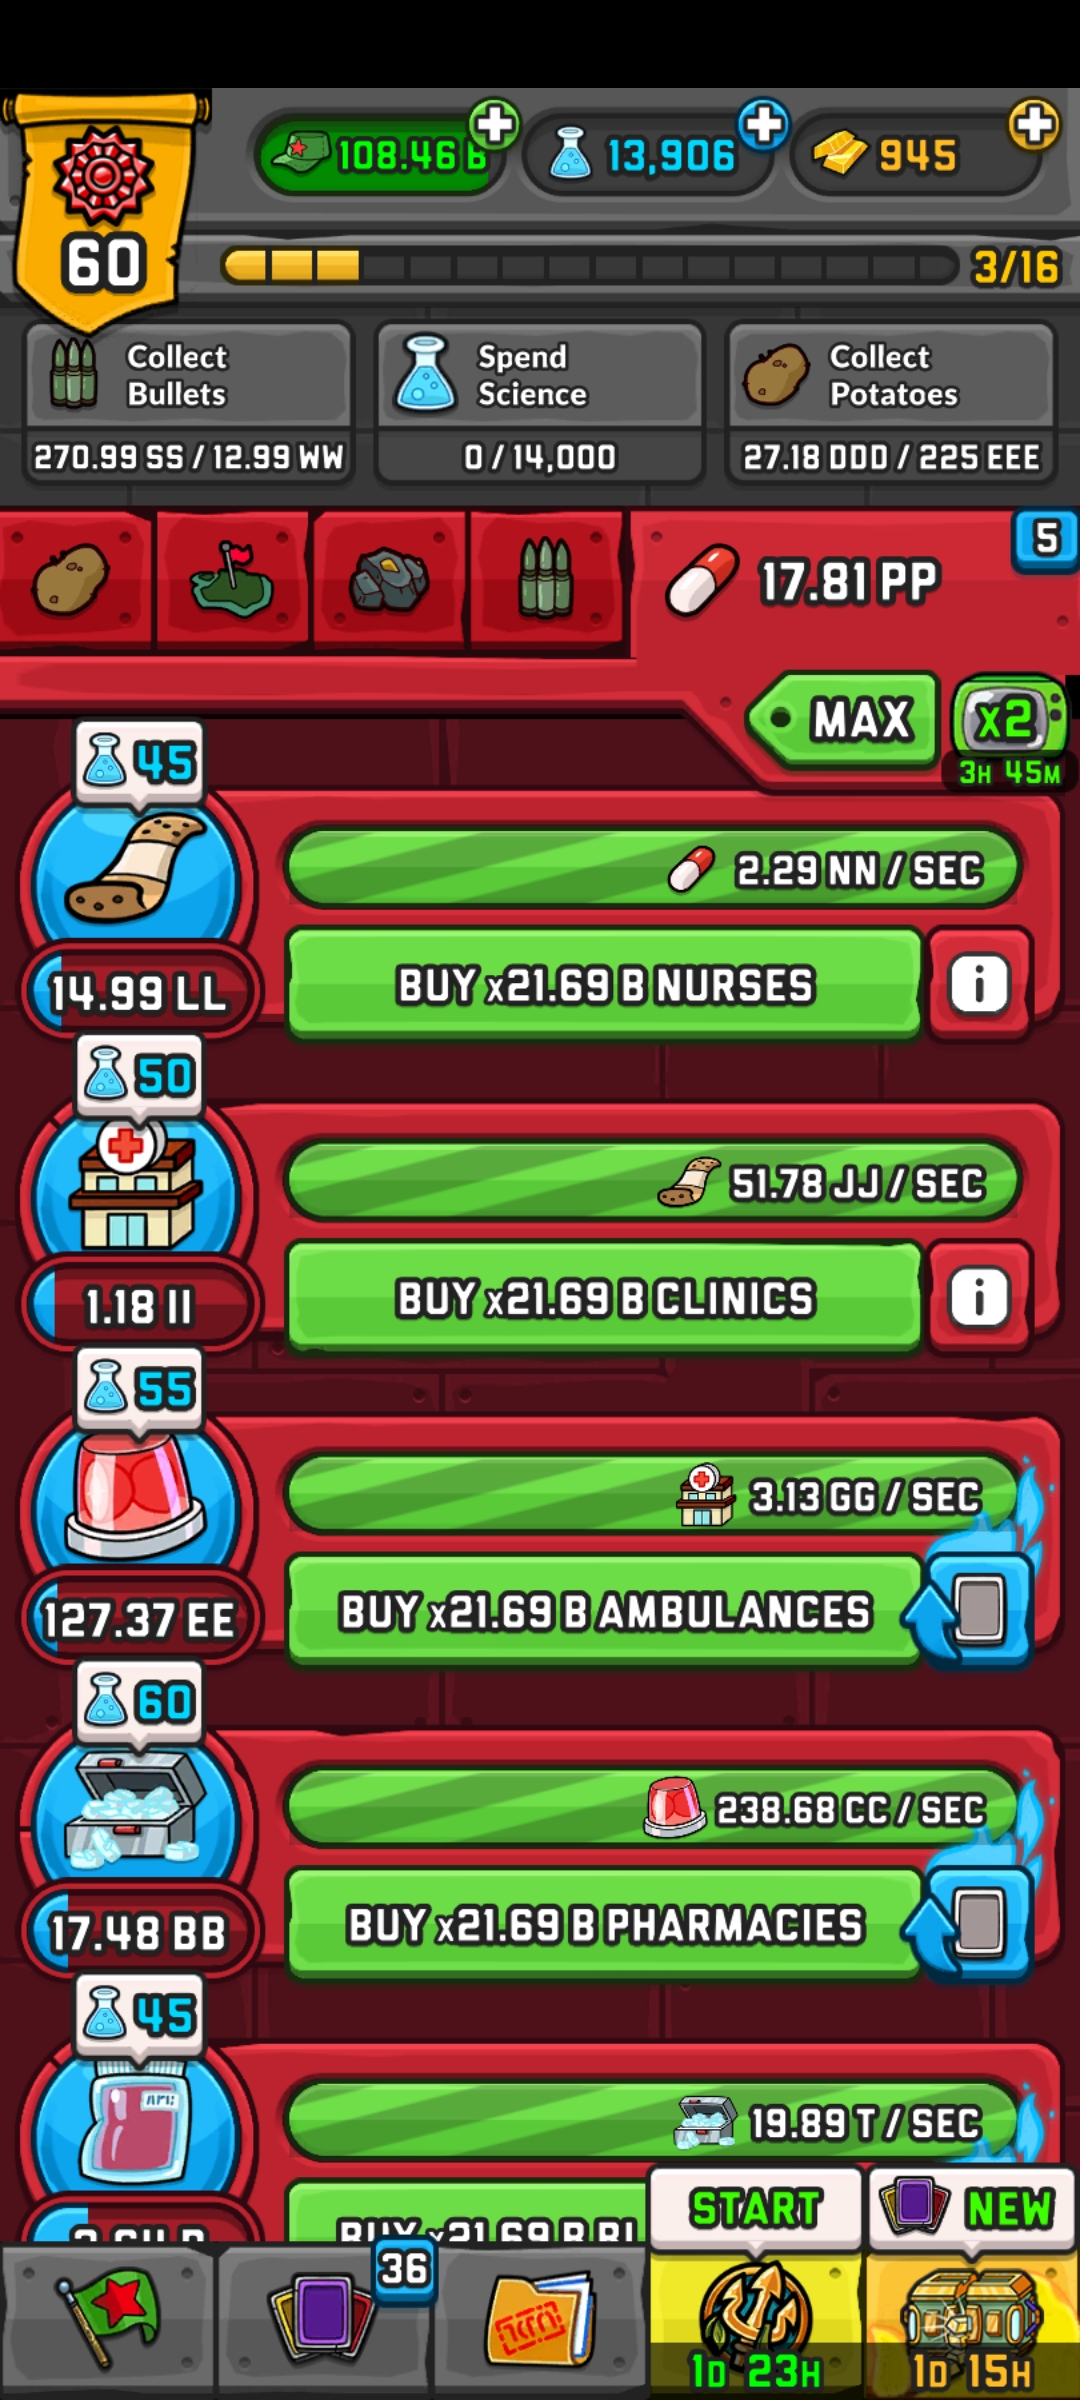 60
108.46 B
13,906
945
3/16
Collect
Bullets
270.99 SS / 12.99 WW
Spend
Science
0 / 14,000
Collect
Potatoes
27.18 DDD / 225 EEE
17.81 PP
5
MAX
x2
3H 45M
45
2.29 NN / SEC
14.99 LL
BUY x21.69 B NURSES
i
50
51.78 JJ / SEC
1.18 II
BUY x21.69 B CLINICS
i
55
3.13 GG / SEC
127.37 EE
BUY x21.69 B AMBULANCES
60
238.68 CC / SEC
17.48 BB
BUY x21.69 B PHARMACIES
45
19.89 T / SEC
BUY x21.69 B
START
NEW
36
1D 23H
1D 15H